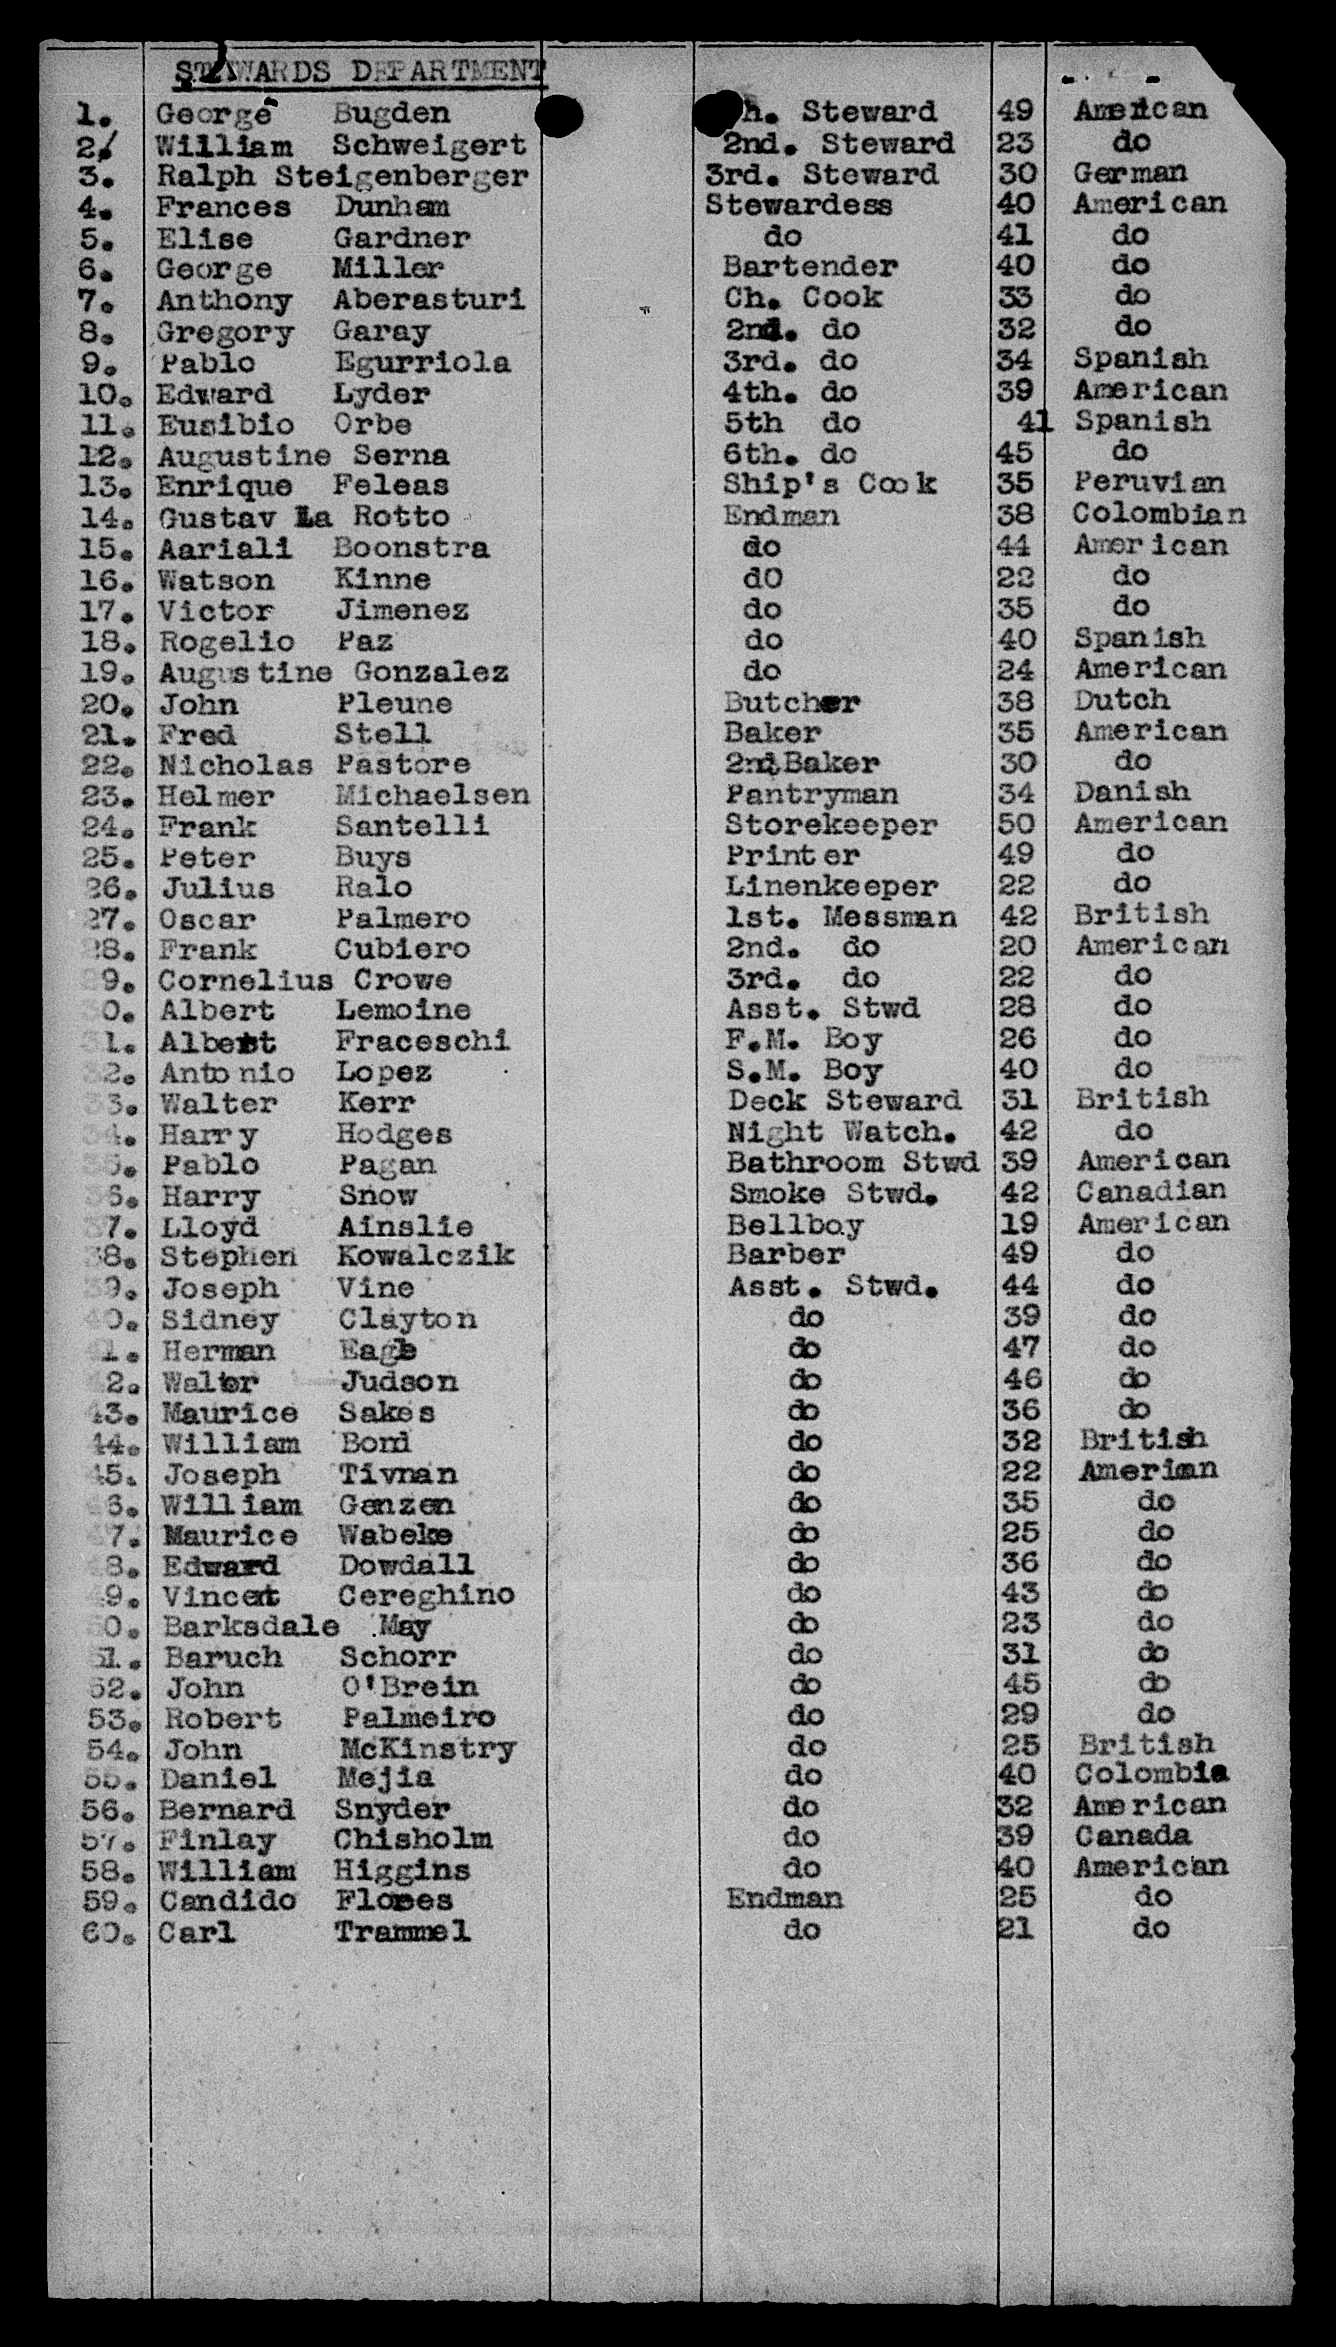 STEWARDS DEPARTMENT
1. George Bugden Ch. Steward 49 American
2. William Schweigert 2nd. Steward 23 do
3. Ralph Steigenberger 3rd. Steward 30 German
4. Frances Dunham Stewardess 40 American
5. Elise Gardner do 41 do
6. George Miller Bartender 40 do
7. Anthony Aberasturi Ch. Cook 33 do
8. Gregory Garay 2nd. do 32 do
9. Pablo Egurriola 3rd. do 34 Spanish
10. Edward Lyder 4th. do 39 American
11. Eusibio Orbe 5th do 41 Spanish
12. Augustine Serna 6th. do 45 do
13. Enrique Feleas Ship's Cook 35 Peruvian
14. Gustav La Rotto Endman 38 Colombian
15. Aariali Boonstra do 44 American
16. Watson Kinne dO 22 do
17. Victor Jimenez do 35 do
18. Rogelio Paz do 40 Spanish
19. Augustine Gonzalez do 24 American
20. John Pleune Butcher 38 Dutch
21. Fred Stell Baker 35 American
22. Nicholas Pastore 2nd Baker 30 do
23. Helmer Michaelsen Pantryman 34 Danish
24. Frank Santelli Storekeeper 50 American
25. Peter Buys Printer 49 do
26. Julius Ralo Linenkeeper 22 do
27. Oscar Palmero 1st. Messman 42 British
28. Frank Cubiero 2nd. do 20 American
29. Cornelius Crowe 3rd. do 22 do
30. Albert Lemoine Asst. Stwd 28 do
31. Albert Fraceschi F.M. Boy 26 do
32. Antonio Lopez S.M. Boy 40 do
33. Walter Kerr Deck Steward 31 British
34. Harry Hodges Night Watch. 42 do
35. Pablo Pagan Bathroom Stwd 39 American
36. Harry Snow Smoke Stwd. 42 Canadian
37. Lloyd Ainslie Bellboy 19 American
38. Stephen Kowalczik Barber 49 do
39. Joseph Vine Asst. Stwd. 44 do
40. Sidney Clayton do 39 do
41. Herman Eagle do 47 do
42. Walter Judson do 46 do
43. Maurice Sakes do 36 do
44. William Bond do 32 British
45. Joseph Tivnan do 22 American
46. William Genzen do 35 do
47. Maurice Wabeke do 25 do
48. Edward Dowdall do 36 do
49. Vincent Cereghino do 43 do
50. Barksdale May do 23 do
51. Baruch Schorr do 31 do
52. John O'Brein do 45 do
53. Robert Palmeiro do 29 do
54. John McKinstry do 25 British
55. Daniel Mejia do 40 Colombia
56. Bernard Snyder do 32 American
57. Finlay Chisholm do 39 Canada
58. William Higgins do 40 American
59. Candido Flores Endman 25 do
60. Carl Trammel do 21 do